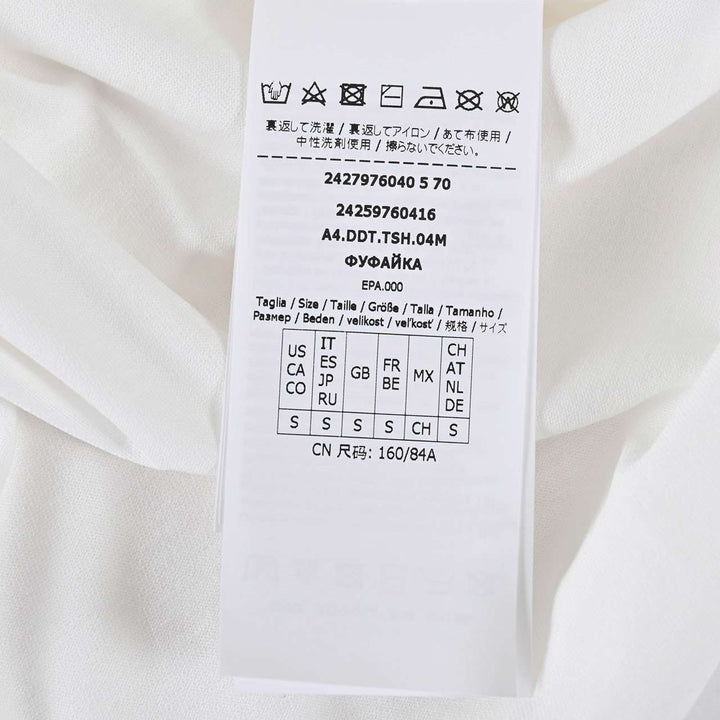 裏返して洗濯 / 裏返してアイロン / あて布使用 /
中性洗剤使用 / 擦らないでください。
2427976040 5 70
24259760416
A4.DDT.TSH.04M
ФУФАЙКА
EPA.000
Taglia / Size / Taille / Größe / Talla / Tamanho /
Размер / Beden / velikost / veľkosť / 规格 / サイズ
US CA CO IT ES JP RU GB FR BE MX CH AT NL DE
S S S S CH S
CN 尺码: 160/84A